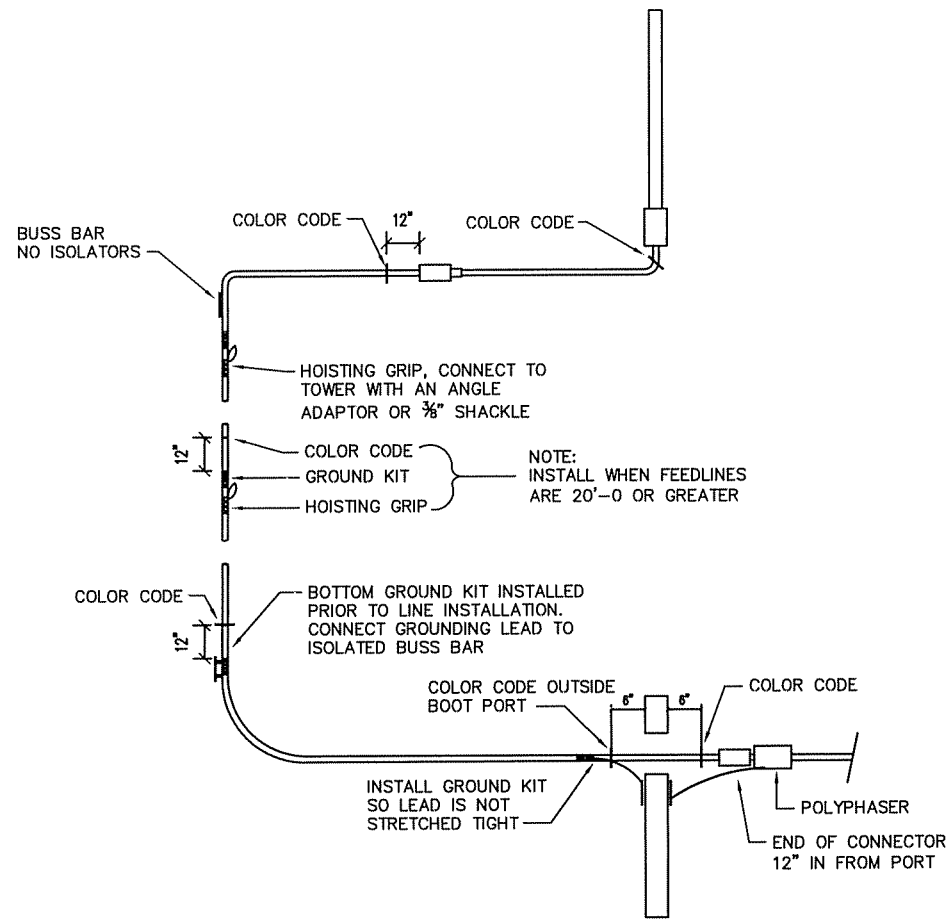 BUSS BAR
NO ISOLATORS
COLOR CODE
12"
COLOR CODE
HOISTING GRIP, CONNECT TO
TOWER WITH AN ANGLE
ADAPTOR OR ⅜" SHACKLE
12"
COLOR CODE
GROUND KIT
HOISTING GRIP
NOTE:
INSTALL WHEN FEEDLINES
ARE 20'-0 OR GREATER
COLOR CODE
12"
BOTTOM GROUND KIT INSTALLED
PRIOR TO LINE INSTALLATION.
CONNECT GROUNDING LEAD TO
ISOLATED BUSS BAR
COLOR CODE OUTSIDE
BOOT PORT
6"
6"
COLOR CODE
INSTALL GROUND KIT
SO LEAD IS NOT
STRETCHED TIGHT
POLYPHASER
END OF CONNECTOR
12" IN FROM PORT